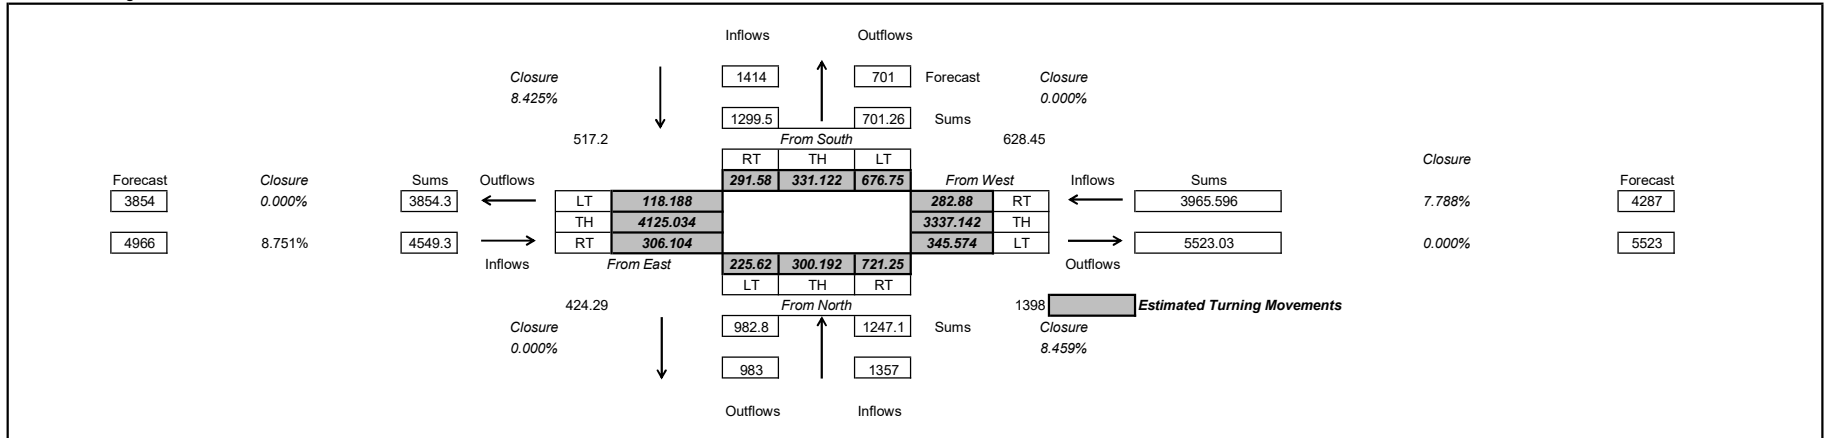 Inflows Outflows
Closure 1414 701 Forecast Closure
8.425% 0.000%
1299.5 701.26 Sums
517.2 From South 628.45
RT TH LT Closure
Forecast Closure Sums Outflows 291.58 331.122 676.75 From West Inflows Sums Forecast
3854 0.000% 3854.3 LT 118.188 282.88 RT 3965.596 7.788% 4287
TH 4125.034 3337.142 TH
4966 8.751% 4549.3 RT 306.104 345.574 LT 5523.03 0.000% 5523
Inflows From East 225.62 300.192 721.25 Outflows
LT TH RT
424.29 From North 1398 Estimated Turning Movements
Closure 982.8 1247.1 Sums Closure
0.000% 8.459%
983 1357
Outflows Inflows